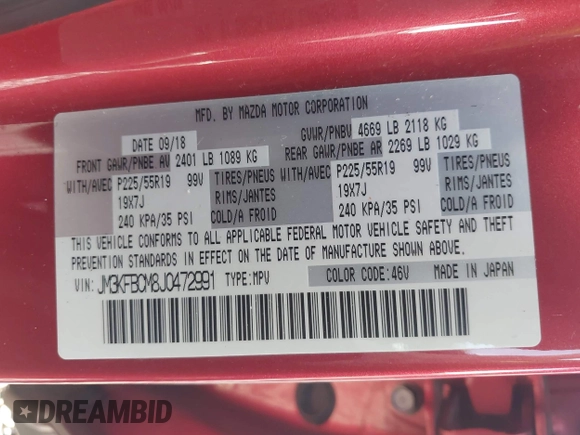 MFD. BY MAZDA MOTOR CORPORATION
DATE 09/18 GVWR/PNBV 4669 LB 2118 KG
FRONT GAWR/PNBE AV 2401 LB 1089 KG REAR GAWR/PNBE AR 2269 LB 1029 KG
WITH/AVEC P225/55R19 99V TIRES/PNEUS WITH/AVEC P225/55R19 99V TIRES/PNEUS
19X7J RIMS/JANTES 19X7J RIMS/JANTES
240 KPA/35 PSI COLD/A FROID 240 KPA/35 PSI COLD/A FROID
THIS VEHICLE CONFORMS TO ALL APPLICABLE FEDERAL MOTOR VEHICLE SAFETY AND THEFT
PREVENTION STANDARDS IN EFFECT ON THE DATE OF MANUFACTURE SHOWN ABOVE.
VIN: JM3KFBCM8J0472991 TYPE: MPV COLOR CODE: 46V MADE IN JAPAN
DREAMBID